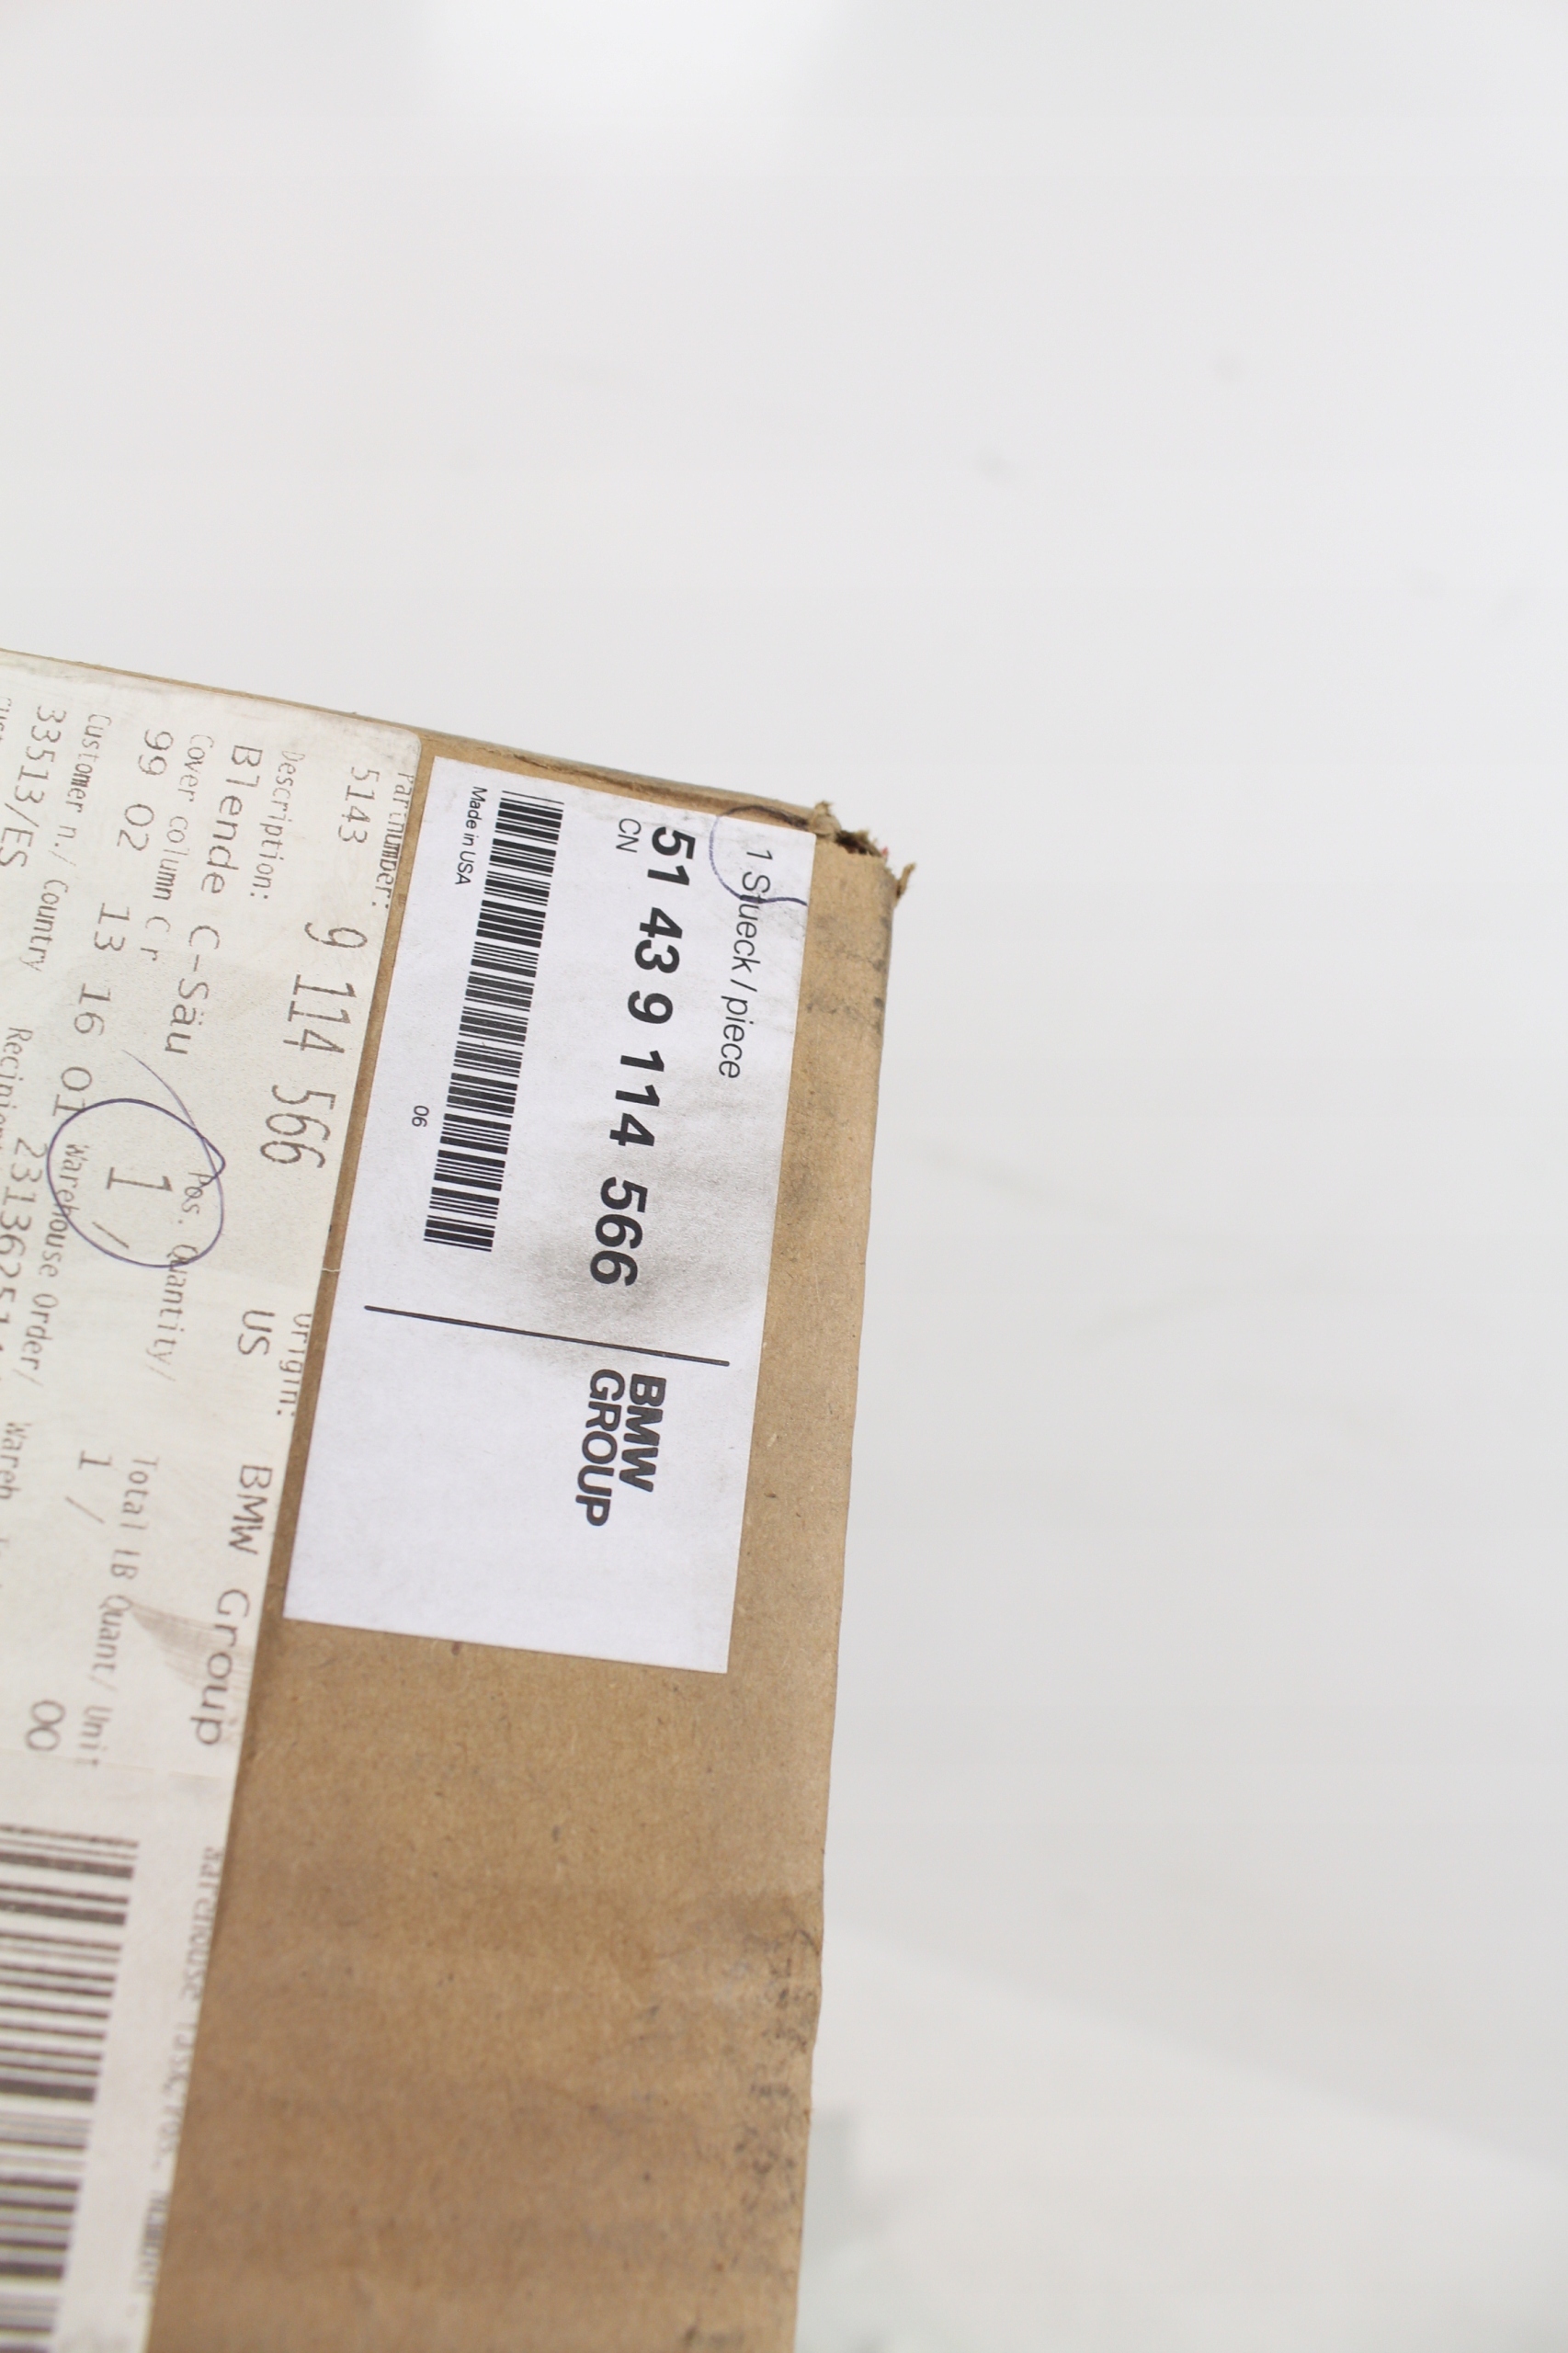 1 Stueck / piece
51 43 9 114 566
CN
Made in USA
06
BMW
GROUP
Partnumber:
5143 9 114 566
Origin:
US
BMW Group
Description:
Blende C-Säu
Cover column C r
Pos. Quantity/
1 /
Total LB Quant/ Unit
1 / 00
99 02 13 16 01
Customer n./ Country
33513/ES
Warehouse Order/